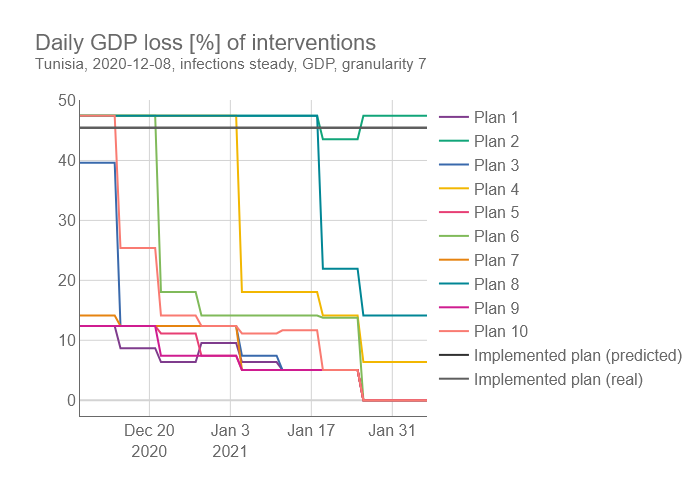 Daily GDP loss [%] of interventions
Tunisia, 2020-12-08, infections steady, GDP, granularity 7
50
40
30
20
10
0
Dec 20
2020
Jan 3
2021
Jan 17
Jan 31
Plan 1
Plan 2
Plan 3
Plan 4
Plan 5
Plan 6
Plan 7
Plan 8
Plan 9
Plan 10
Implemented plan (predicted)
Implemented plan (real)